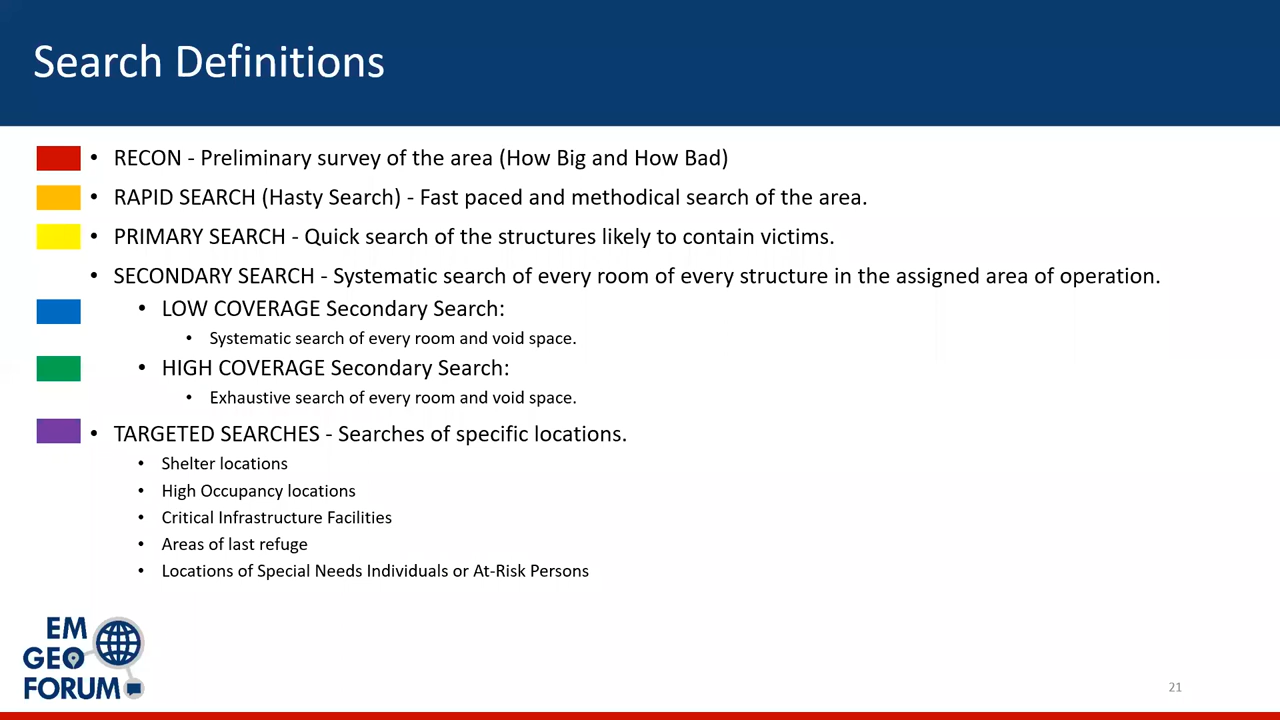 Search Definitions
• RECON - Preliminary survey of the area (How Big and How Bad)
• RAPID SEARCH (Hasty Search) - Fast paced and methodical search of the area.
• PRIMARY SEARCH - Quick search of the structures likely to contain victims.
• SECONDARY SEARCH - Systematic search of every room of every structure in the assigned area of operation.
• LOW COVERAGE Secondary Search:
• Systematic search of every room and void space.
• HIGH COVERAGE Secondary Search:
• Exhaustive search of every room and void space.
• TARGETED SEARCHES - Searches of specific locations.
• Shelter locations
• High Occupancy locations
• Critical Infrastructure Facilities
• Areas of last refuge
• Locations of Special Needs Individuals or At-Risk Persons
EM
GEO
FORUM
21